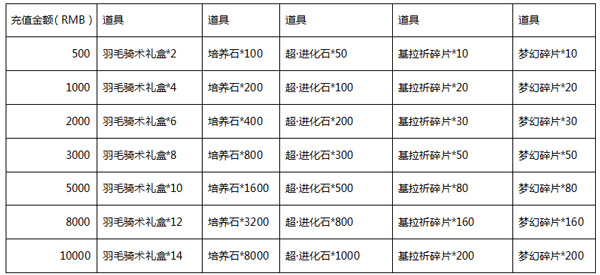 充值金额(RMB) 道具 道具 道具 道具 道具
500 羽毛骑术礼盒*2 培养石*100 超·进化石*50 基拉祈碎片*10 梦幻碎片*10
1000 羽毛骑术礼盒*4 培养石*200 超·进化石*100 基拉祈碎片*20 梦幻碎片*20
2000 羽毛骑术礼盒*6 培养石*400 超·进化石*200 基拉祈碎片*30 梦幻碎片*30
3000 羽毛骑术礼盒*8 培养石*800 超·进化石*300 基拉祈碎片*50 梦幻碎片*50
5000 羽毛骑术礼盒*10 培养石*1600 超·进化石*500 基拉祈碎片*80 梦幻碎片*80
8000 羽毛骑术礼盒*12 培养石*3200 超·进化石*800 基拉祈碎片*160 梦幻碎片*160
10000 羽毛骑术礼盒*14 培养石*8000 超·进化石*1000 基拉祈碎片*200 梦幻碎片*200